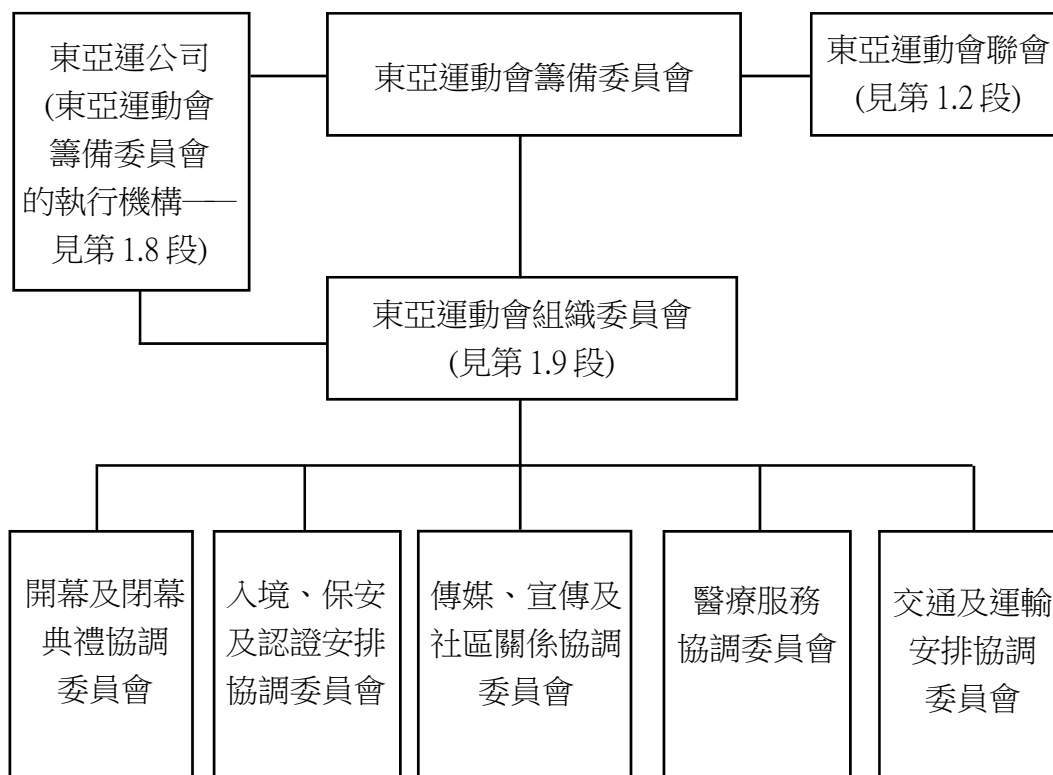 東亞運公司
(東亞運動會
籌備委員會
的執行機構——
見第 1.8 段)
東亞運動會籌備委員會
東亞運動會聯會
(見第 1.2 段)
東亞運動會組織委員會
(見第 1.9 段)
開幕及閉幕
典禮協調
委員會
入境、保安
及認證安排
協調委員會
傳媒、宣傳及
社區關係協調
委員會
醫療服務
協調委員會
交通及運輸
安排協調
委員會